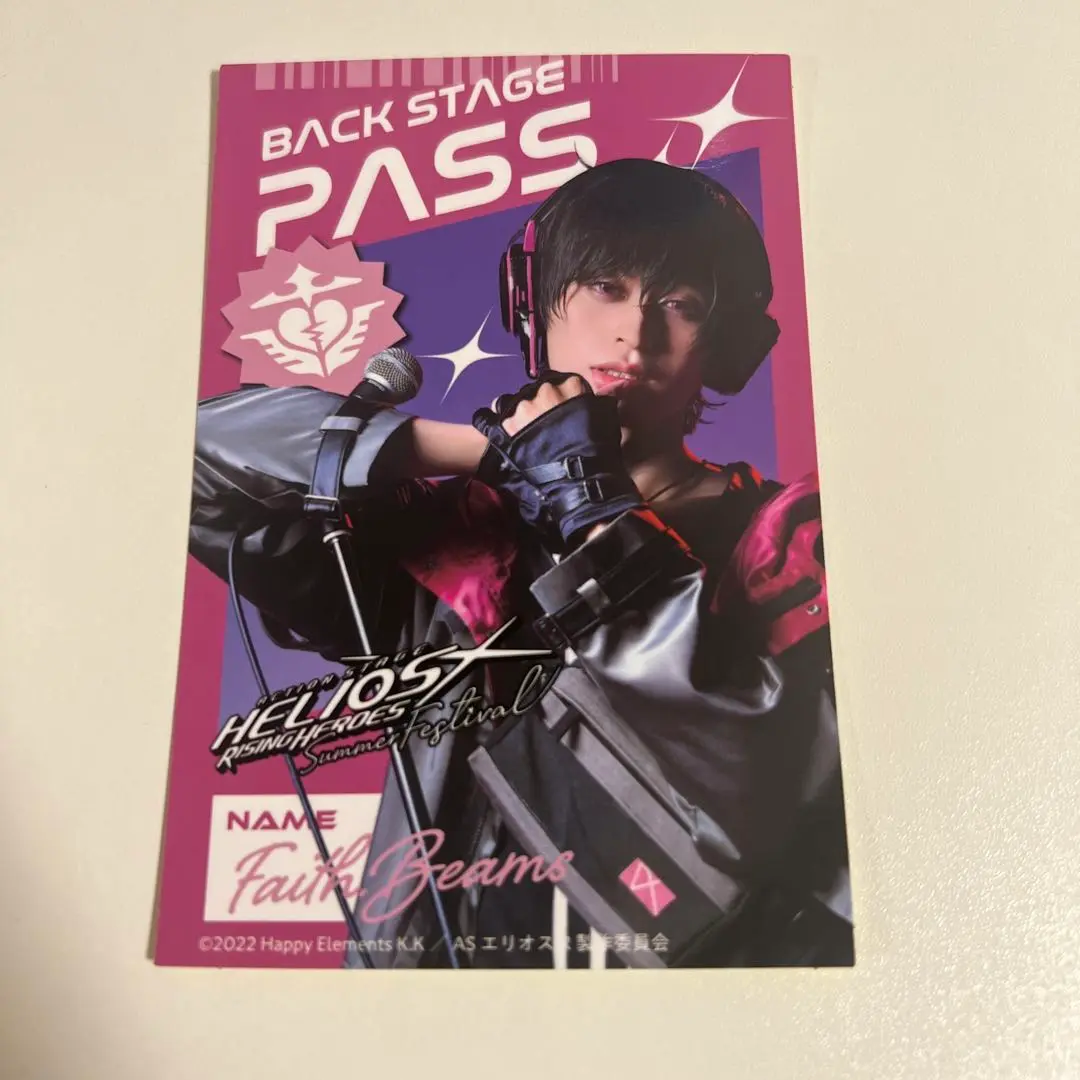 BACK STAGE
PASS
ACTION STAGE
HELIOS
RISING HEROES
Summer Festival
NAME
Faith Beams
©2022 Happy Elements K.K / AS エリオスR 製作委員会